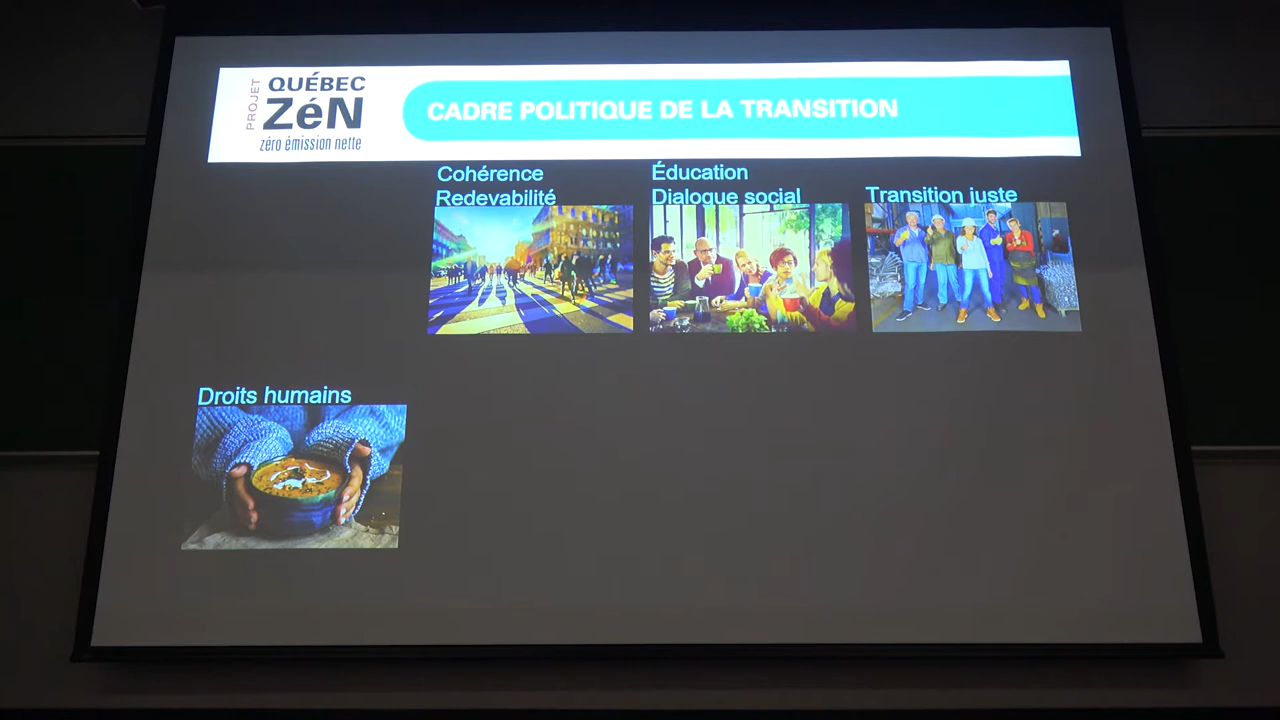 PROJET
QUÉBEC
ZéN
zéro émission nette
CADRE POLITIQUE DE LA TRANSITION
Cohérence
Redevabilité
Éducation
Dialogue social
Transition juste
Droits humains